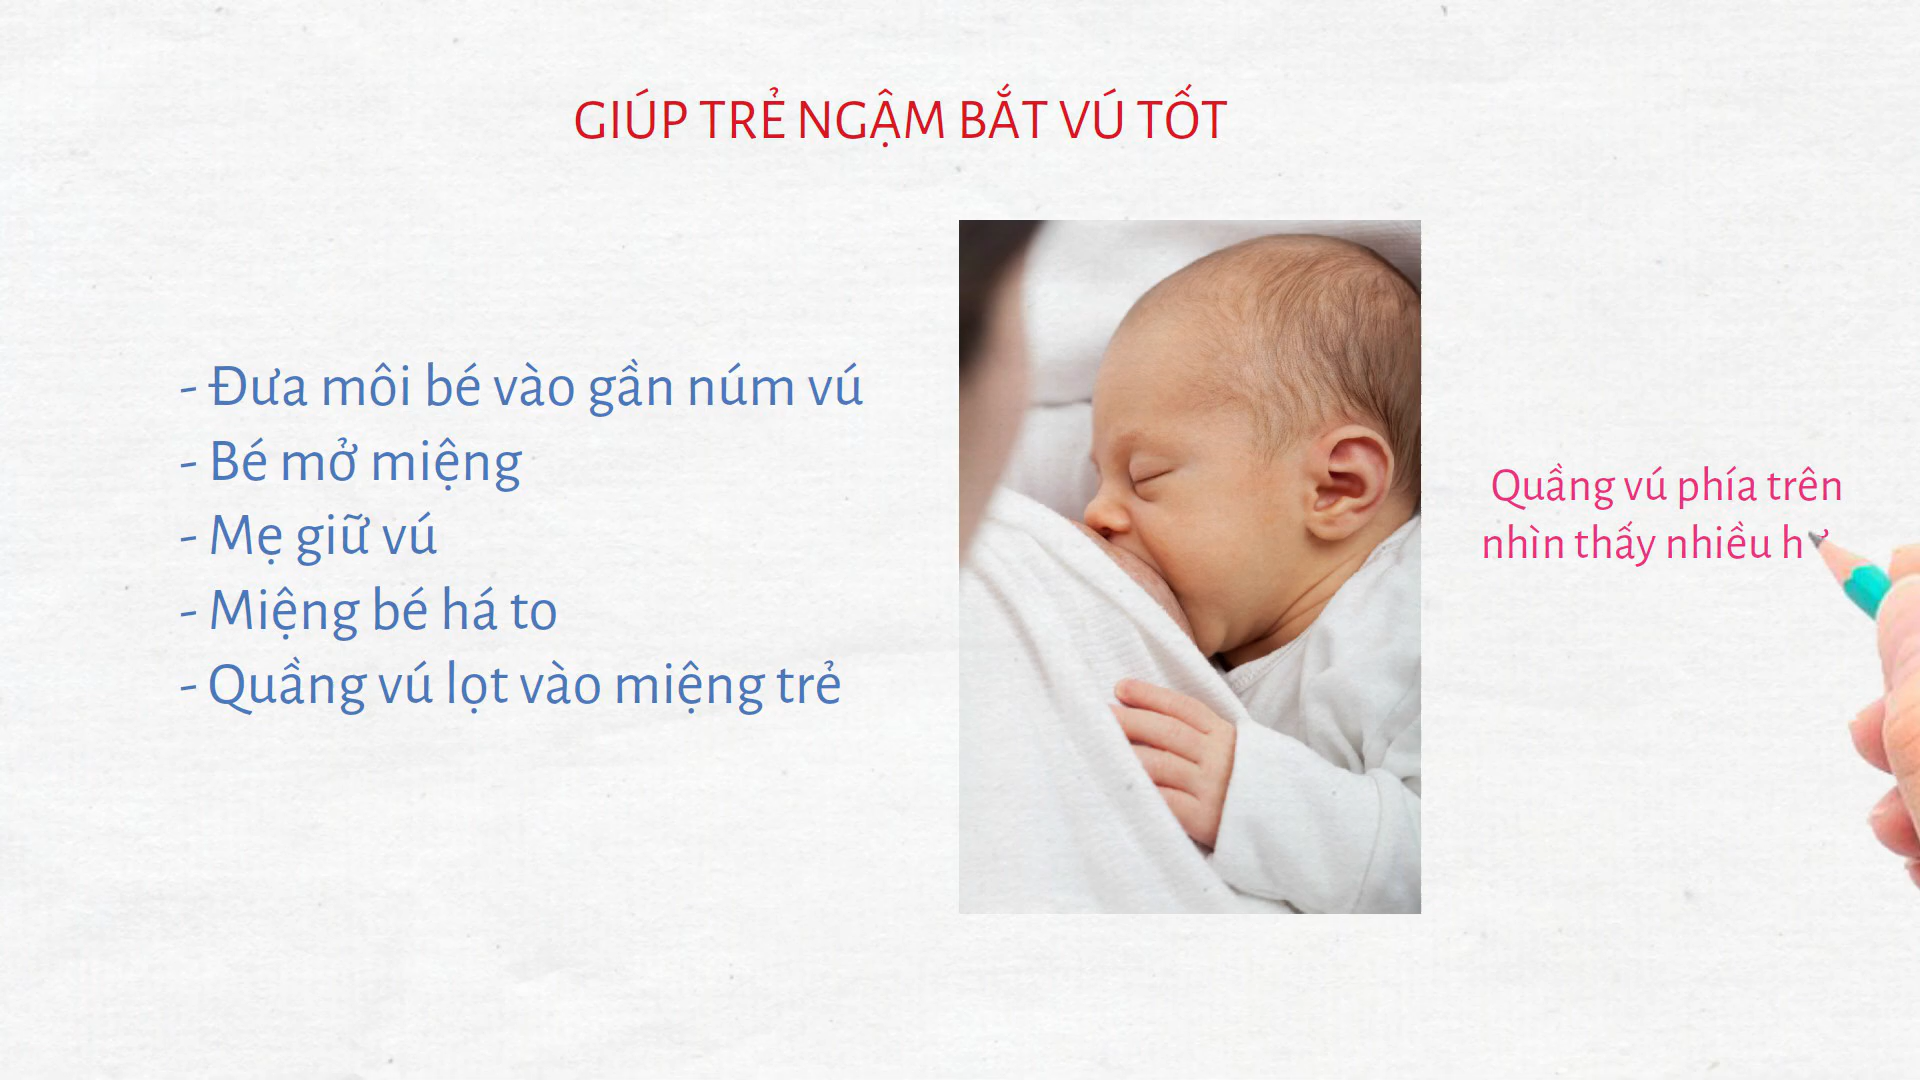 GIÚP TRẺ NGẬM BẮT VÚ TỐT
- Đưa môi bé vào gần núm vú
- Bé mở miệng
- Mẹ giữ vú
- Miệng bé há to
- Quầng vú lọt vào miệng trẻ
Quầng vú phía trên
nhìn thấy nhiều